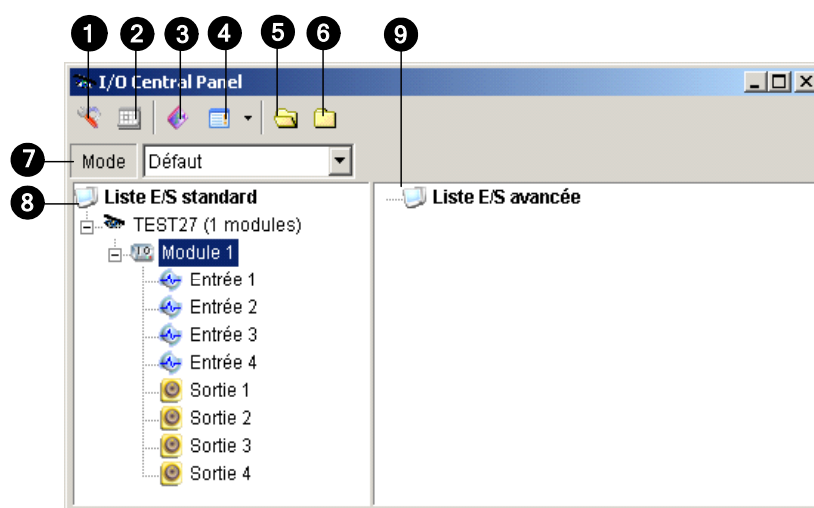 1 2 3 4 5 6 9
I/O Central Panel
7 Mode Défaut
8 Liste E/S standard
TEST27 (1 modules)
Module 1
Entrée 1
Entrée 2
Entrée 3
Entrée 4
Sortie 1
Sortie 2
Sortie 3
Sortie 4
Liste E/S avancée